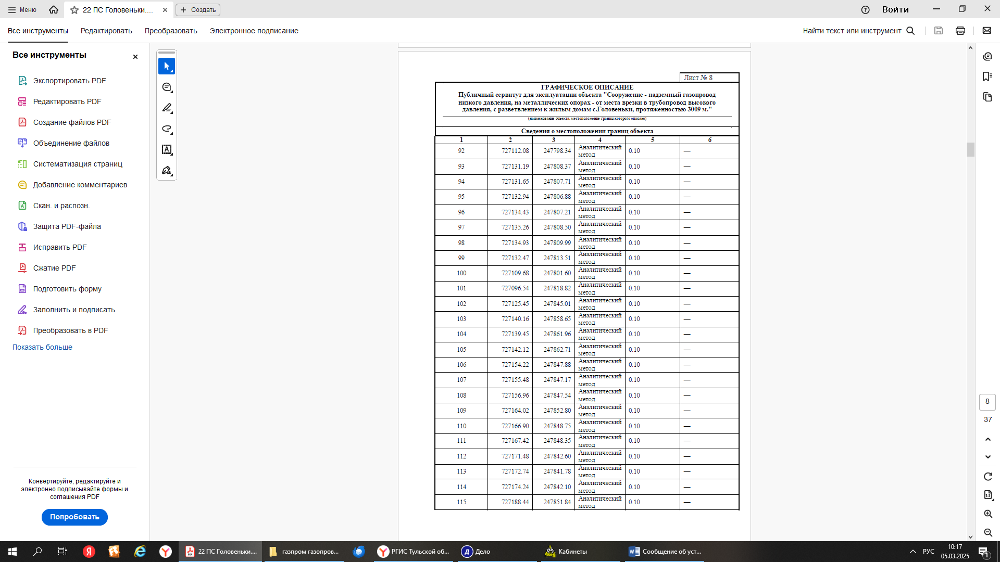 Меню
22 ПС Головеньки....
Создать
Войти
Все инструменты
Редактировать
Преобразовать
Электронное подписание
Найти текст или инструмент
Все инструменты
Экспортировать PDF
Редактировать PDF
Создание файлов PDF
Объединение файлов
Систематизация страниц
Добавление комментариев
Скан. и распозн.
Защита PDF-файла
Исправить PDF
Сжатие PDF
Подготовить форму
Заполнить и подписать
Преобразовать в PDF
Показать больше
Конвертируйте, редактируйте и
электронно подписывайте формы и
соглашения PDF
Попробовать
Лист № 8
ГРАФИЧЕСКОЕ ОПИСАНИЕ
Публичный сервитут для эксплуатации объекта "Сооружение - надземный газопровод
низкого давления, на металлических опорах - от места врезки в трубопровод высокого
давления, с разветвлением к жилым домам с.Головеньки, протяженностью 3009 м."
(наименование объекта, местоположение границ которого описано)
Сведения о местоположении границ объекта
1 2 3 4 5 6
92 727112.08 247798.34 Аналитический метод 0.10 —
93 727131.19 247808.37 Аналитический метод 0.10 —
94 727131.65 247807.71 Аналитический метод 0.10 —
95 727132.94 247806.88 Аналитический метод 0.10 —
96 727134.43 247807.21 Аналитический метод 0.10 —
97 727135.26 247808.50 Аналитический метод 0.10 —
98 727134.93 247809.99 Аналитический метод 0.10 —
99 727132.47 247813.51 Аналитический метод 0.10 —
100 727109.68 247801.60 Аналитический метод 0.10 —
101 727096.54 247818.82 Аналитический метод 0.10 —
102 727125.45 247845.01 Аналитический метод 0.10 —
103 727140.16 247858.65 Аналитический метод 0.10 —
104 727139.45 247861.96 Аналитический метод 0.10 —
105 727142.12 247862.71 Аналитический метод 0.10 —
106 727154.22 247847.88 Аналитический метод 0.10 —
107 727155.48 247847.17 Аналитический метод 0.10 —
108 727156.96 247847.54 Аналитический метод 0.10 —
109 727164.02 247852.80 Аналитический метод 0.10 —
110 727166.90 247848.75 Аналитический метод 0.10 —
111 727167.42 247848.35 Аналитический метод 0.10 —
112 727171.48 247842.60 Аналитический метод 0.10 —
113 727172.74 247841.78 Аналитический метод 0.10 —
114 727174.24 247842.10 Аналитический метод 0.10 —
115 727188.44 247851.84 Аналитический метод 0.10 —
8
37
22 ПС Головеньки....
газпром газопров...
РГИС Тульской об...
Дело
Кабинеты
Сообщение об уст...
РУС
10:17
05.03.2025
1